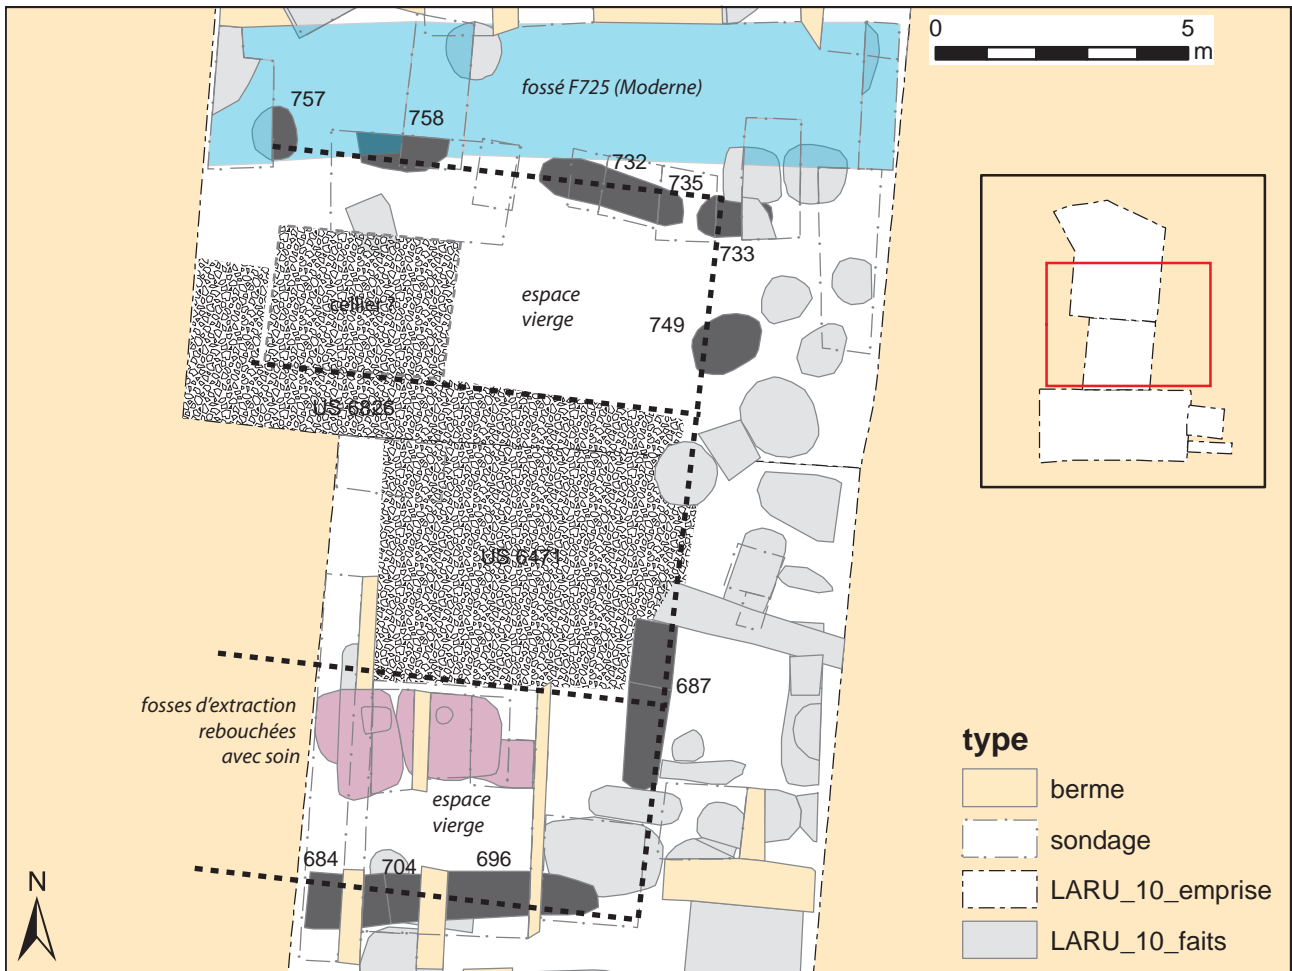 0 5
m
fossé F725 (Moderne)
757
758
732
735
733
cellier ?
espace
vierge
749
US 6826
US 6471
687
fosses d'extraction
rebouchées
avec soin
espace
vierge
684
704
696
N
type
berme
sondage
LARU_10_emprise
LARU_10_faits